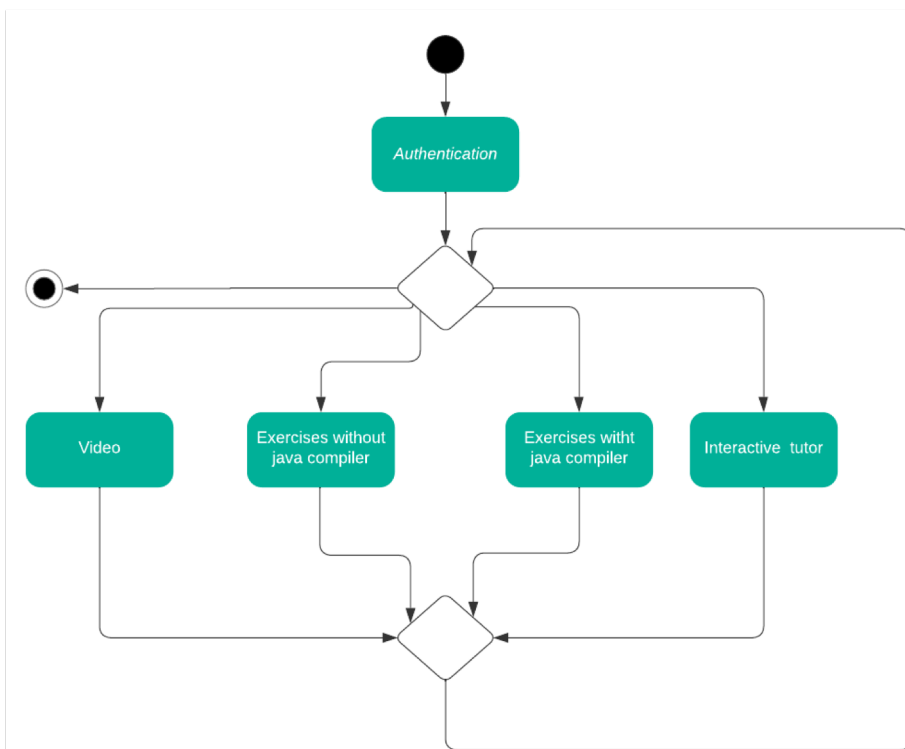 Authentication
Video
Exercises without
java compiler
Exercises witht
java compiler
Interactive tutor